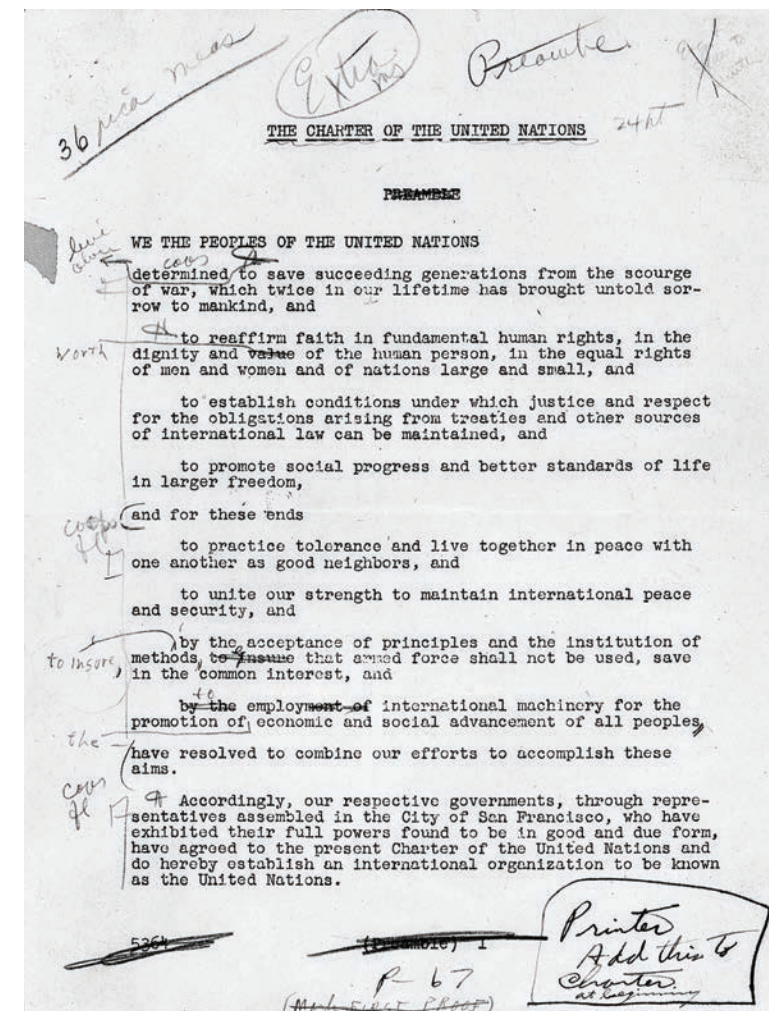 36 pica meas
Extra
ms
Preamble
24 pt
THE CHARTER OF THE UNITED NATIONS
PREAMBLE
WE THE PEOPLES OF THE UNITED NATIONS
determined to save succeeding generations from the scourge
of war, which twice in our lifetime has brought untold sor-
row to mankind, and
to reaffirm faith in fundamental human rights, in the
worth
dignity and value of the human person, in the equal rights
of men and women and of nations large and small, and
to establish conditions under which justice and respect
for the obligations arising from treaties and other sources
of international law can be maintained, and
to promote social progress and better standards of life
in larger freedom,
and for these ends
to practice tolerance and live together in peace with
one another as good neighbors, and
to unite our strength to maintain international peace
and security, and
by the acceptance of principles and the institution of
to insure,
methods, to insure that armed force shall not be used, save
in the common interest, and
to
by the employment of international machinery for the
promotion of economic and social advancement of all peoples,
the
have resolved to combine our efforts to accomplish these
aims.
Accordingly, our respective governments, through repre-
sentatives assembled in the City of San Francisco, who have
exhibited their full powers found to be in good and due form,
have agreed to the present Charter of the United Nations and
do hereby establish an international organization to be known
as the United Nations.
5364
(Preamble) 1
P-67
(Mark FIRST PROOF)
Printer
Add this to
Charter
at beginning